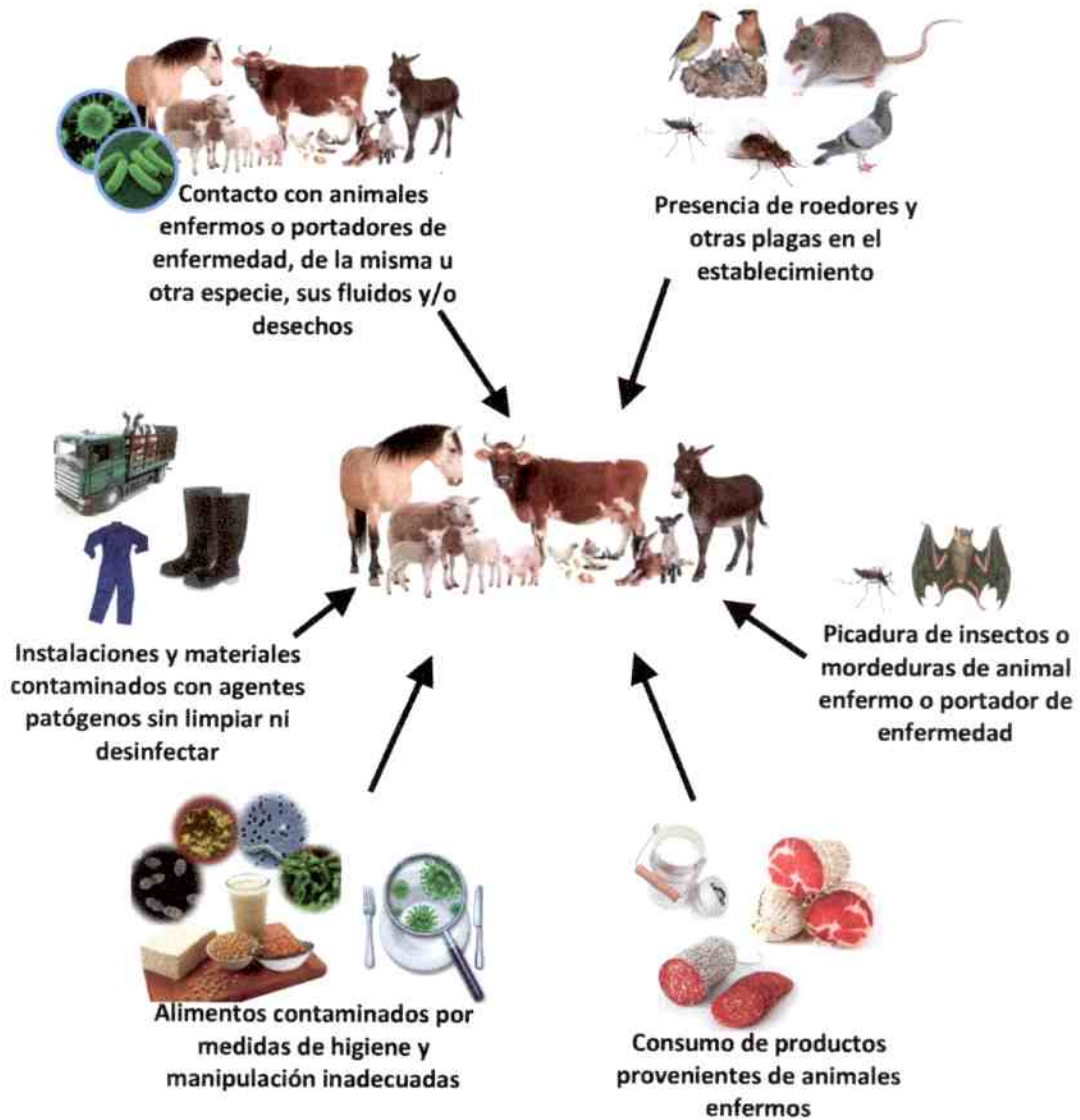 Contacto con animales
enfermos o portadores de
enfermedad, de la misma u
otra especie, sus fluidos y/o
desechos
Presencia de roedores y
otras plagas en el
establecimiento
Instalaciones y materiales
contaminados con agentes
patógenos sin limpiar ni
desinfectar
Picadura de insectos o
mordeduras de animal
enfermo o portador de
enfermedad
Alimentos contaminados por
medidas de higiene y
manipulación inadecuadas
Consumo de productos
provenientes de animales
enfermos